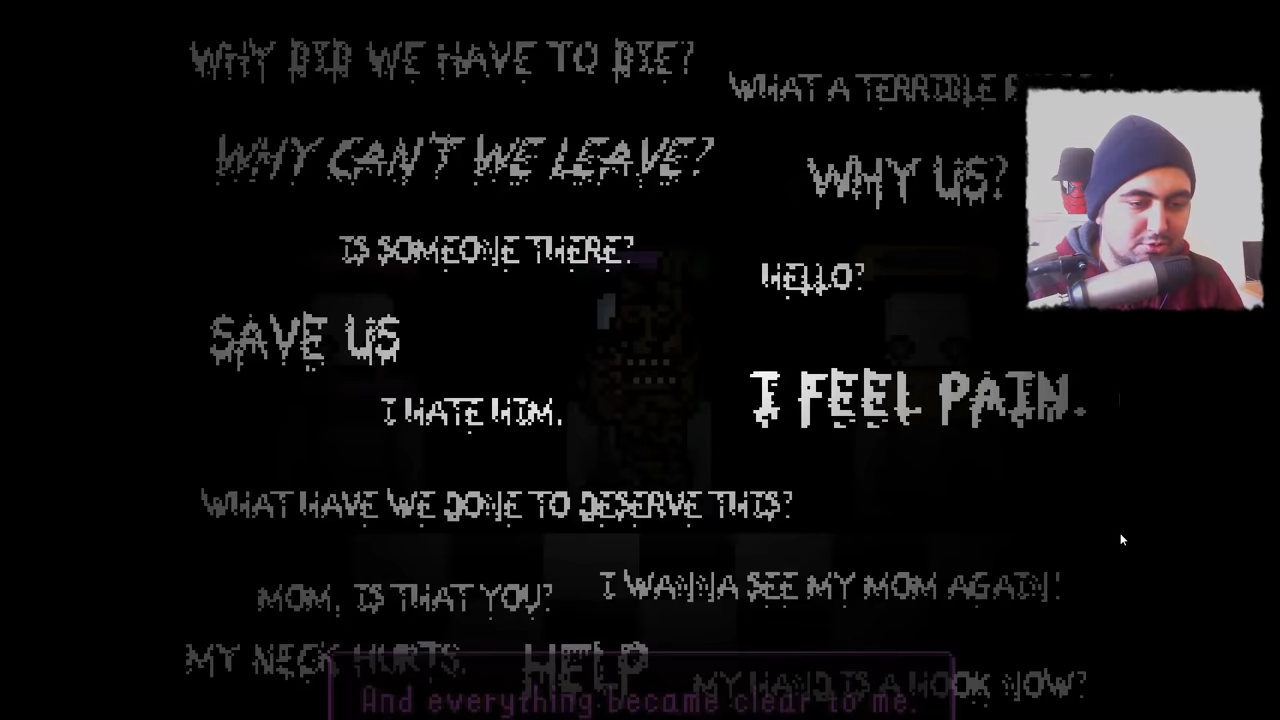 WHY DID WE HAVE TO DIE?
WHAT A TERRIBLE
WHY CAN'T WE LEAVE?
WHY US?
IS SOMEONE THERE?
HELLO?
SAVE US
I HATE HIM.
I FEEL PAIN.
WHAT HAVE WE DONE TO DESERVE THIS?
MOM, IS THAT YOU?
I WANNA SEE MY MOM AGAIN!
MY NECK HURTS.
HELP
MY HAND IS A HOOK NOW?
And everything became clear to me.